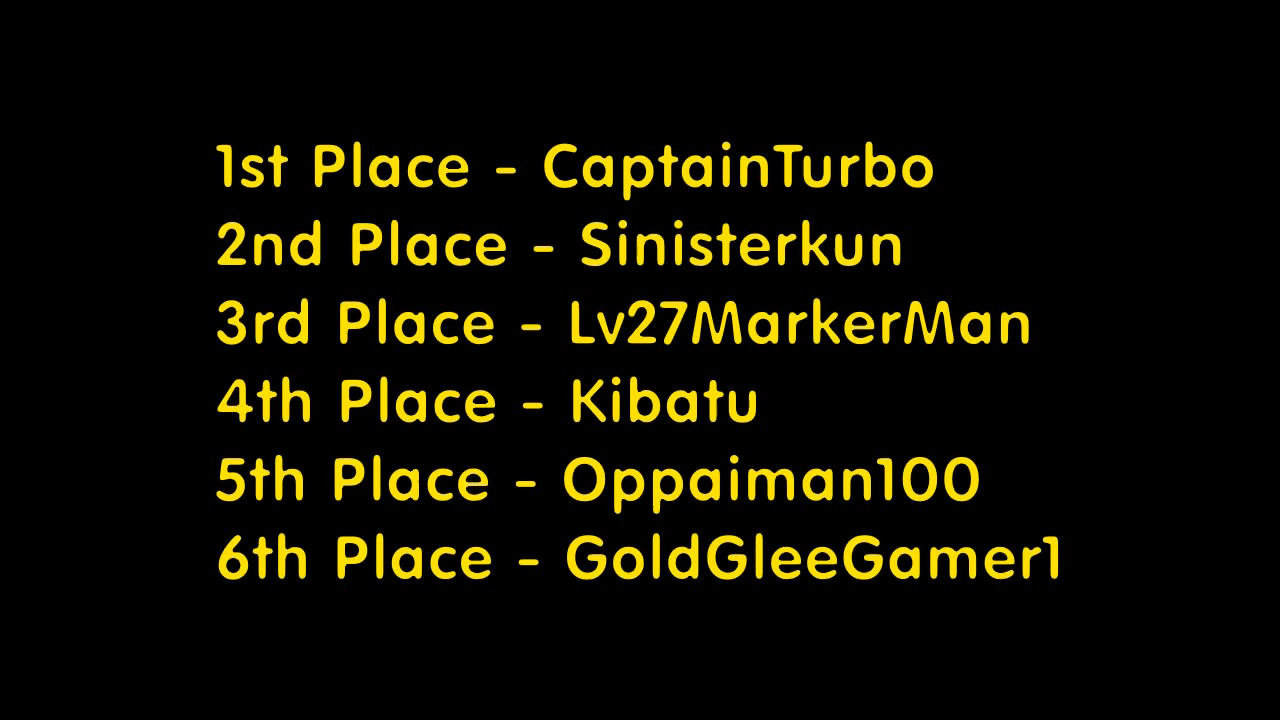 1st Place - CaptainTurbo
2nd Place - Sinisterkun
3rd Place - Lv27MarkerMan
4th Place - Kibatu
5th Place - Oppaiman100
6th Place - GoldGleeGamer1